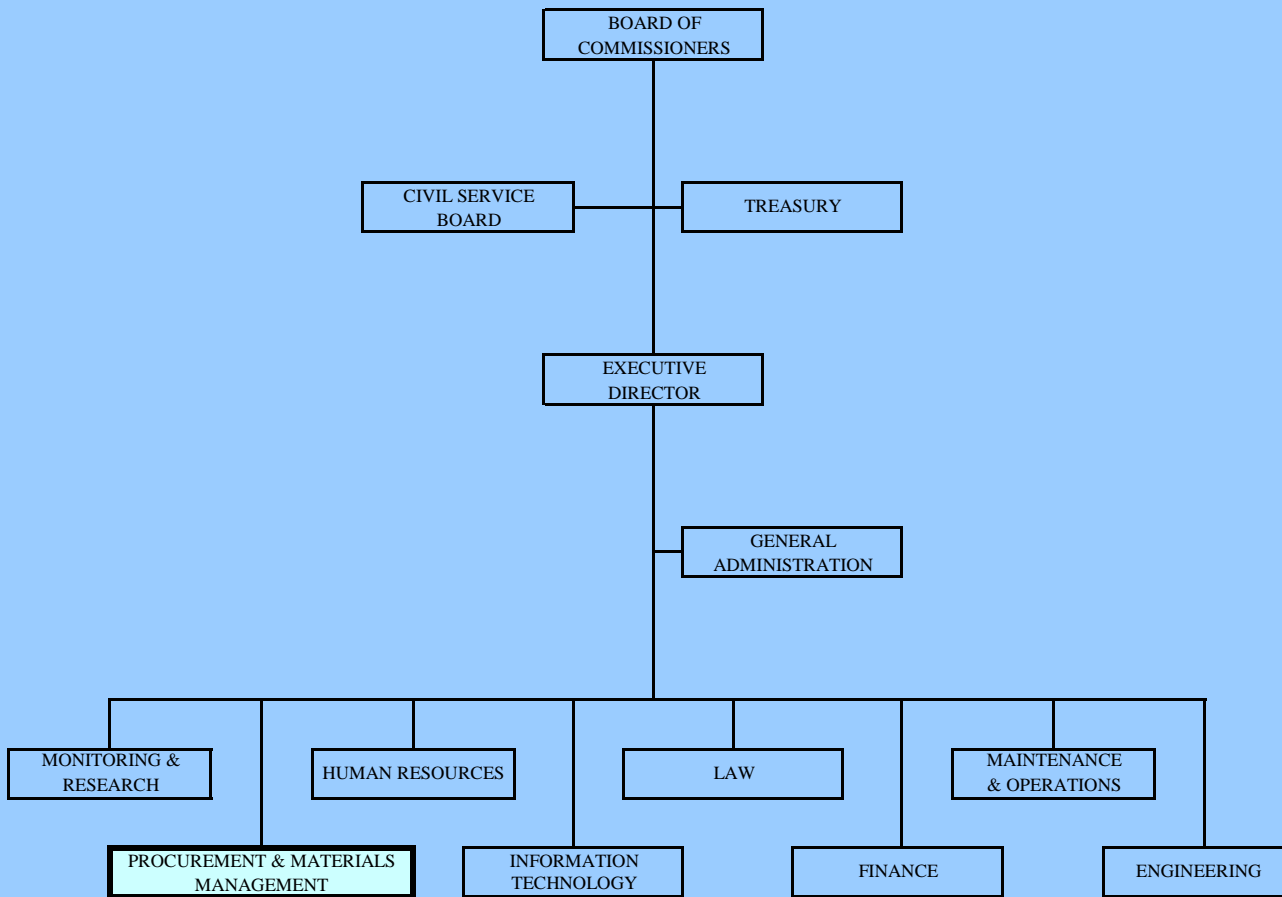 BOARD OF
COMMISSIONERS
CIVIL SERVICE
BOARD
TREASURY
EXECUTIVE
DIRECTOR
GENERAL
ADMINISTRATION
MONITORING &
RESEARCH
HUMAN RESOURCES
LAW
MAINTENANCE
& OPERATIONS
PROCUREMENT & MATERIALS
MANAGEMENT
INFORMATION
TECHNOLOGY
FINANCE
ENGINEERING